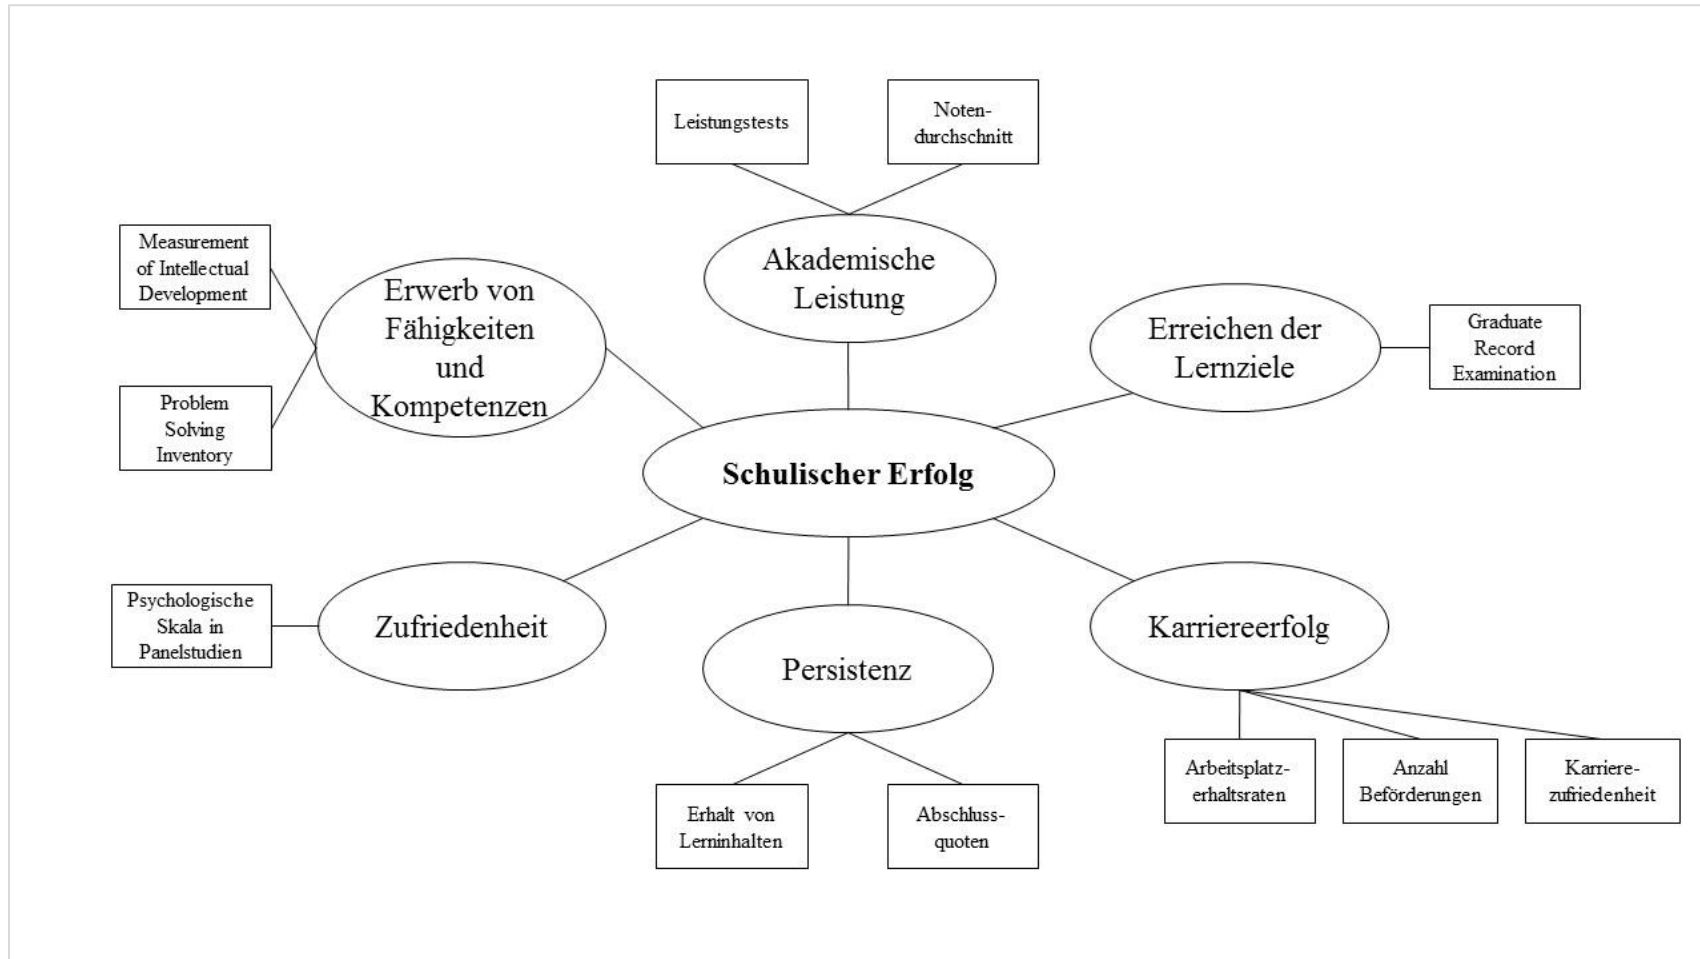 Leistungstests
Noten-
durchschnitt
Akademische
Leistung
Measurement
of Intellectual
Development
Problem
Solving
Inventory
Erwerb von
Fähigkeiten
und
Kompetenzen
Erreichen der
Lernziele
Graduate
Record
Examination
Schulischer Erfolg
Psychologische
Skala in
Panelstudien
Zufriedenheit
Persistenz
Erhalt von
Lerninhalten
Abschluss-
quoten
Karriereerfolg
Arbeitsplatz-
erhaltsraten
Anzahl
Beförderungen
Karriere-
zufriedenheit